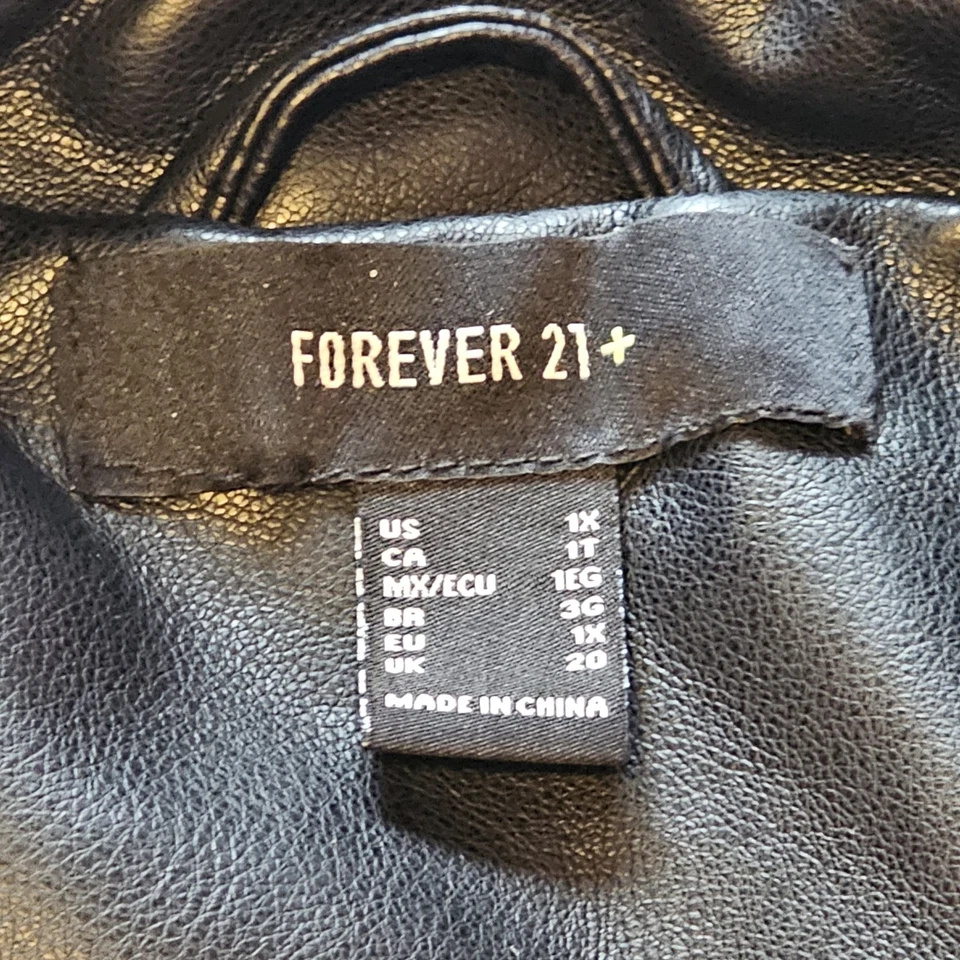 FOREVER 21+
US 1X
CA 1T
MX/ECU 1EG
BR 3G
EU 1X
UK 20
MADE IN CHINA